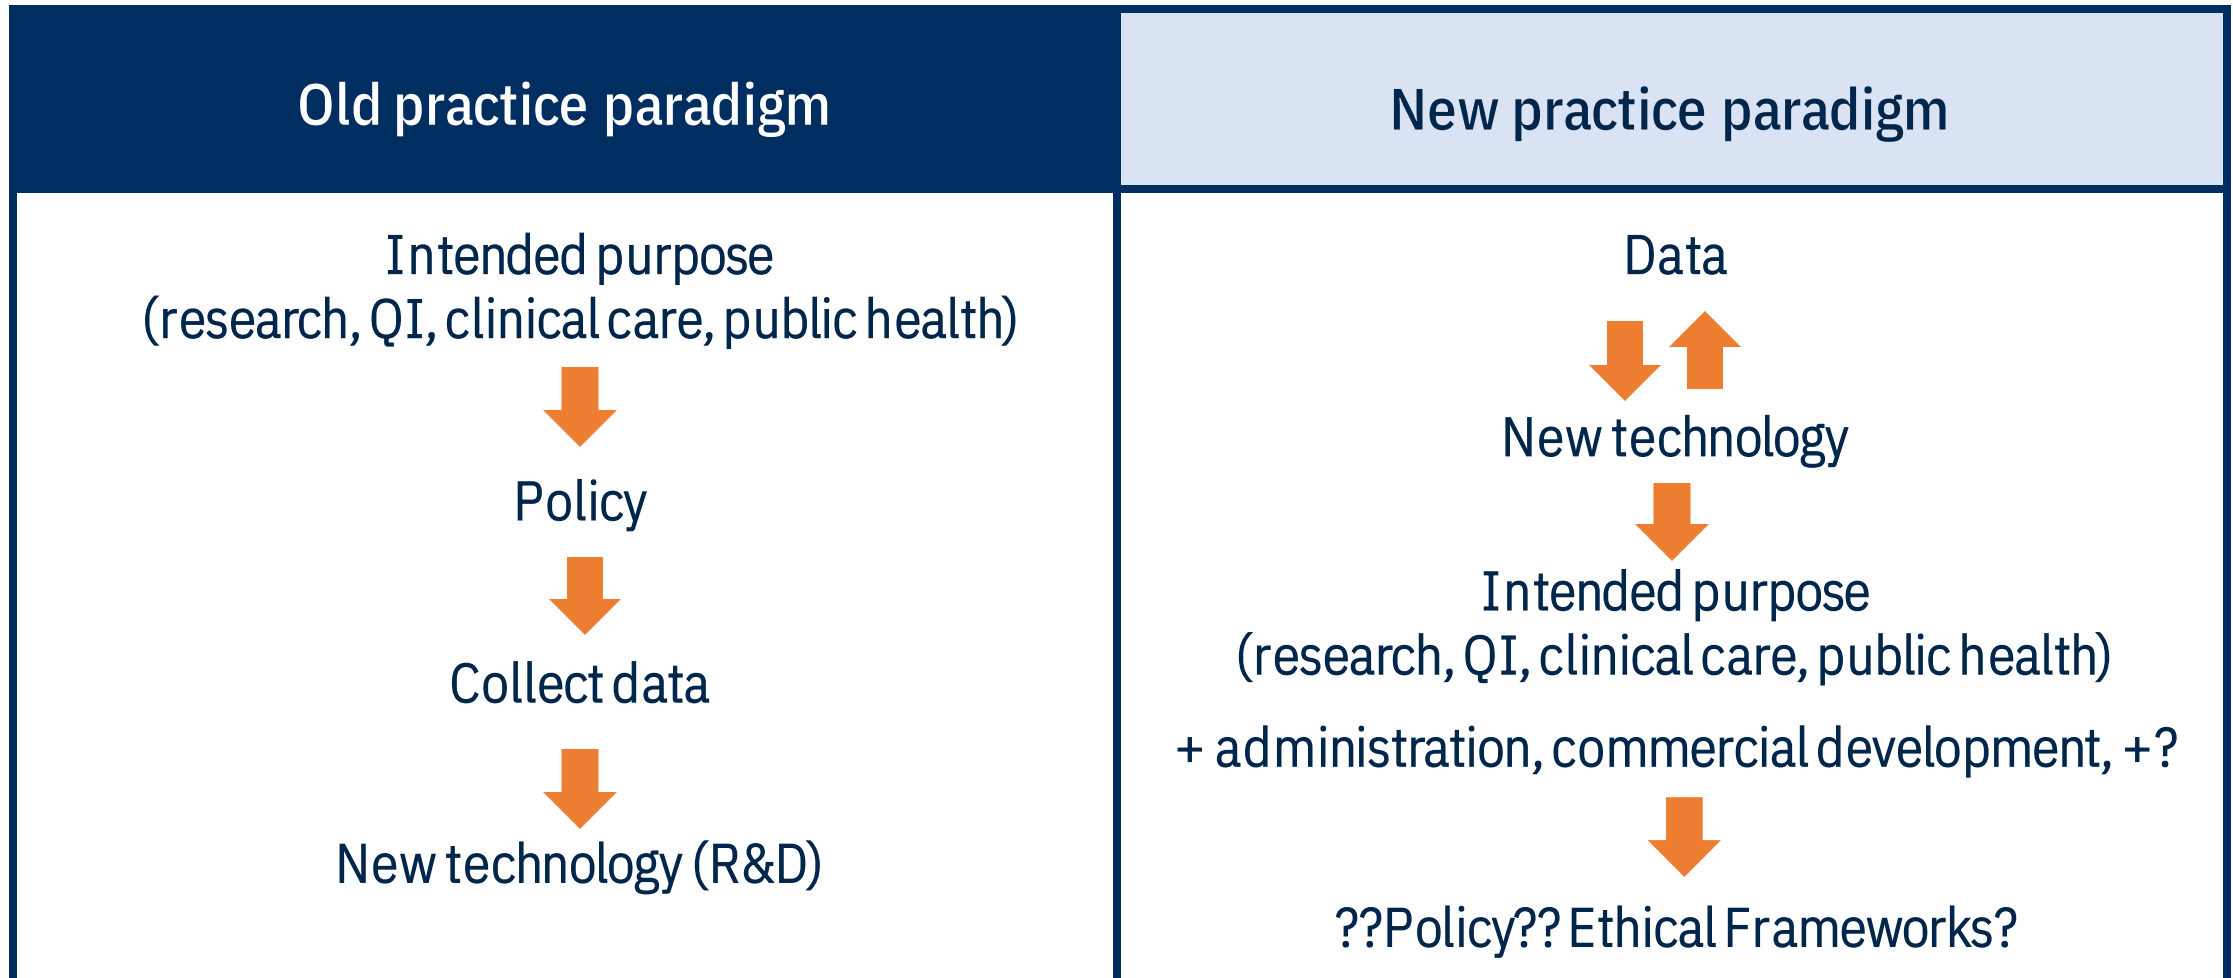 Old practice paradigm
New practice paradigm
Intended purpose
(research, QI, clinical care, public health)
Policy
Collect data
New technology (R&D)
Data
New technology
Intended purpose
(research, QI, clinical care, public health)
+ administration, commercial development, +?
??Policy?? Ethical Frameworks?